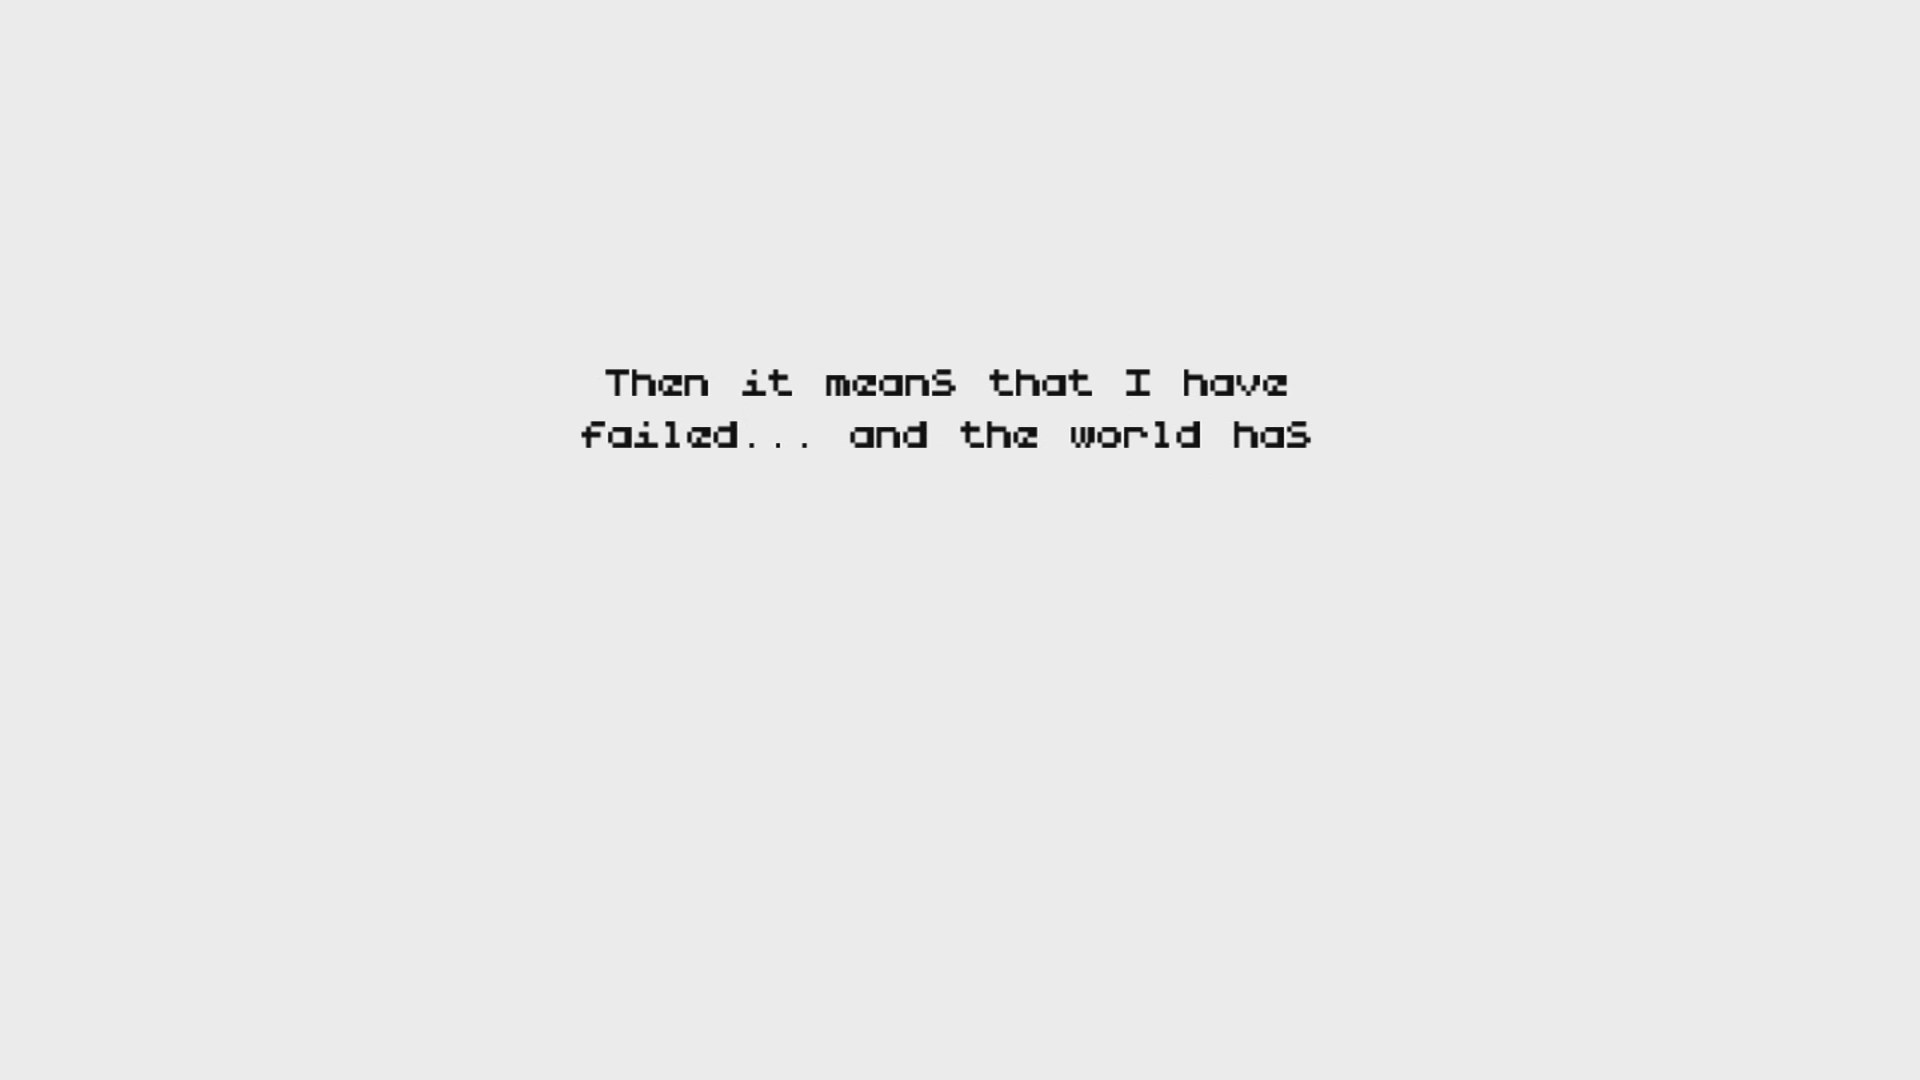 Then it means that I have
failed... and the world has